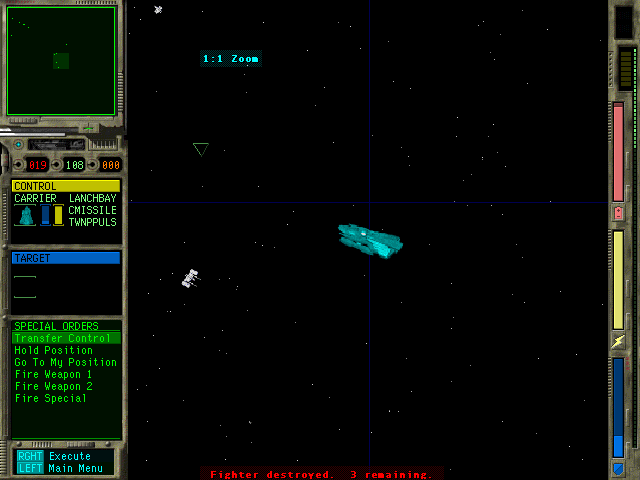 1:1 Zoom
019 108 000
CONTROL
CARRIER LANCHBAY
CMISSILE
TWNPPULS
TARGET
SPECIAL ORDERS
Transfer Control
Hold Position
Go To My Position
Fire Weapon 1
Fire Weapon 2
Fire Special
RGHT Execute
LEFT Main Menu
Fighter destroyed. 3 remaining.